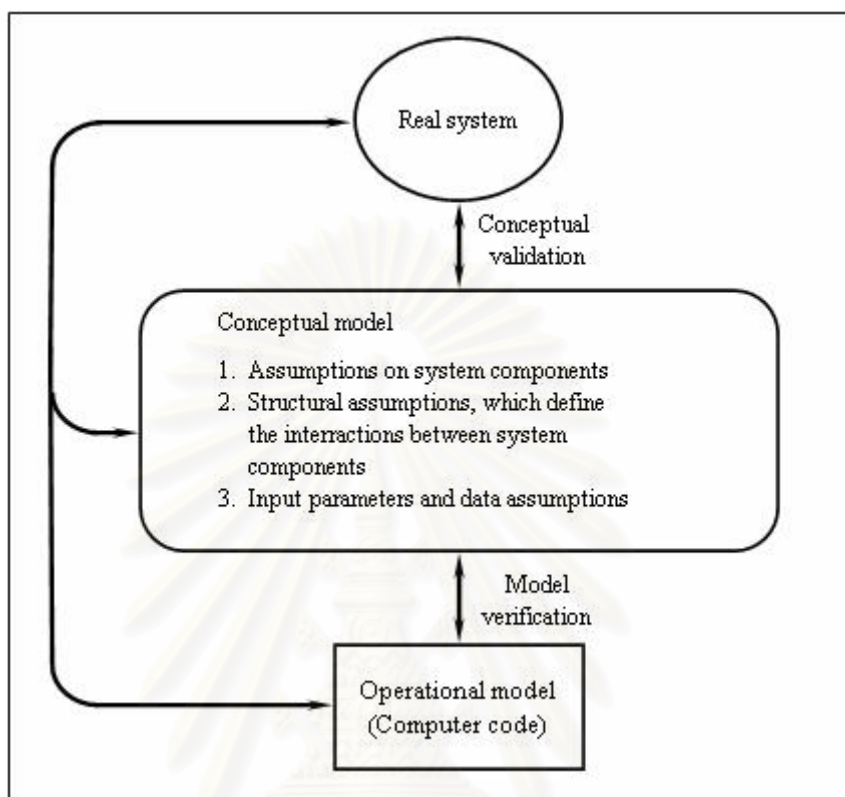 Real system
Conceptual
validation
Conceptual model
1. Assumptions on system components
2. Structural assumptions, which define
the interractions between system
components
3. Input parameters and data assumptions
Model
verification
Operational model
(Computer code)